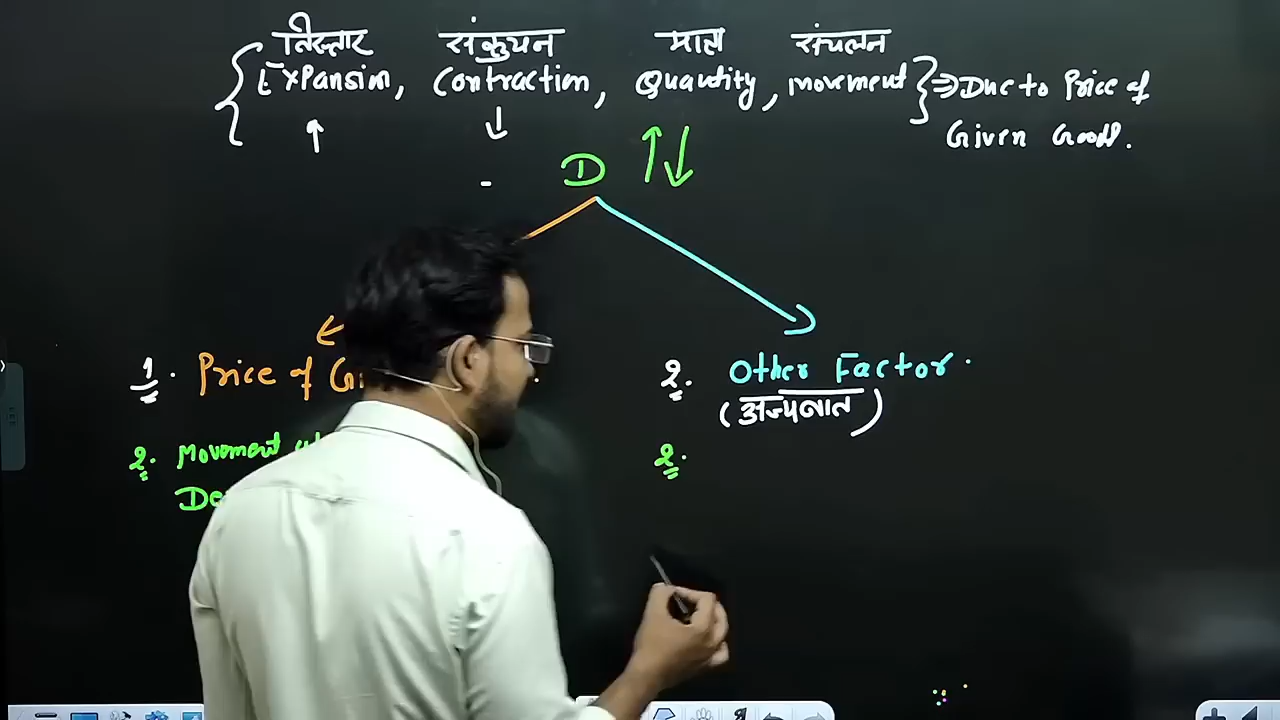 विस्तार संकुचन मात्रा संचलन
{ Expansion, Contraction, Quantity, movement } ⇒ Due to Price of
Given Good.
↑ ↓
D ↑↓
1. Price of Gi
2. Other Factor.
(अन्य बात)
2. Movement
De
2.